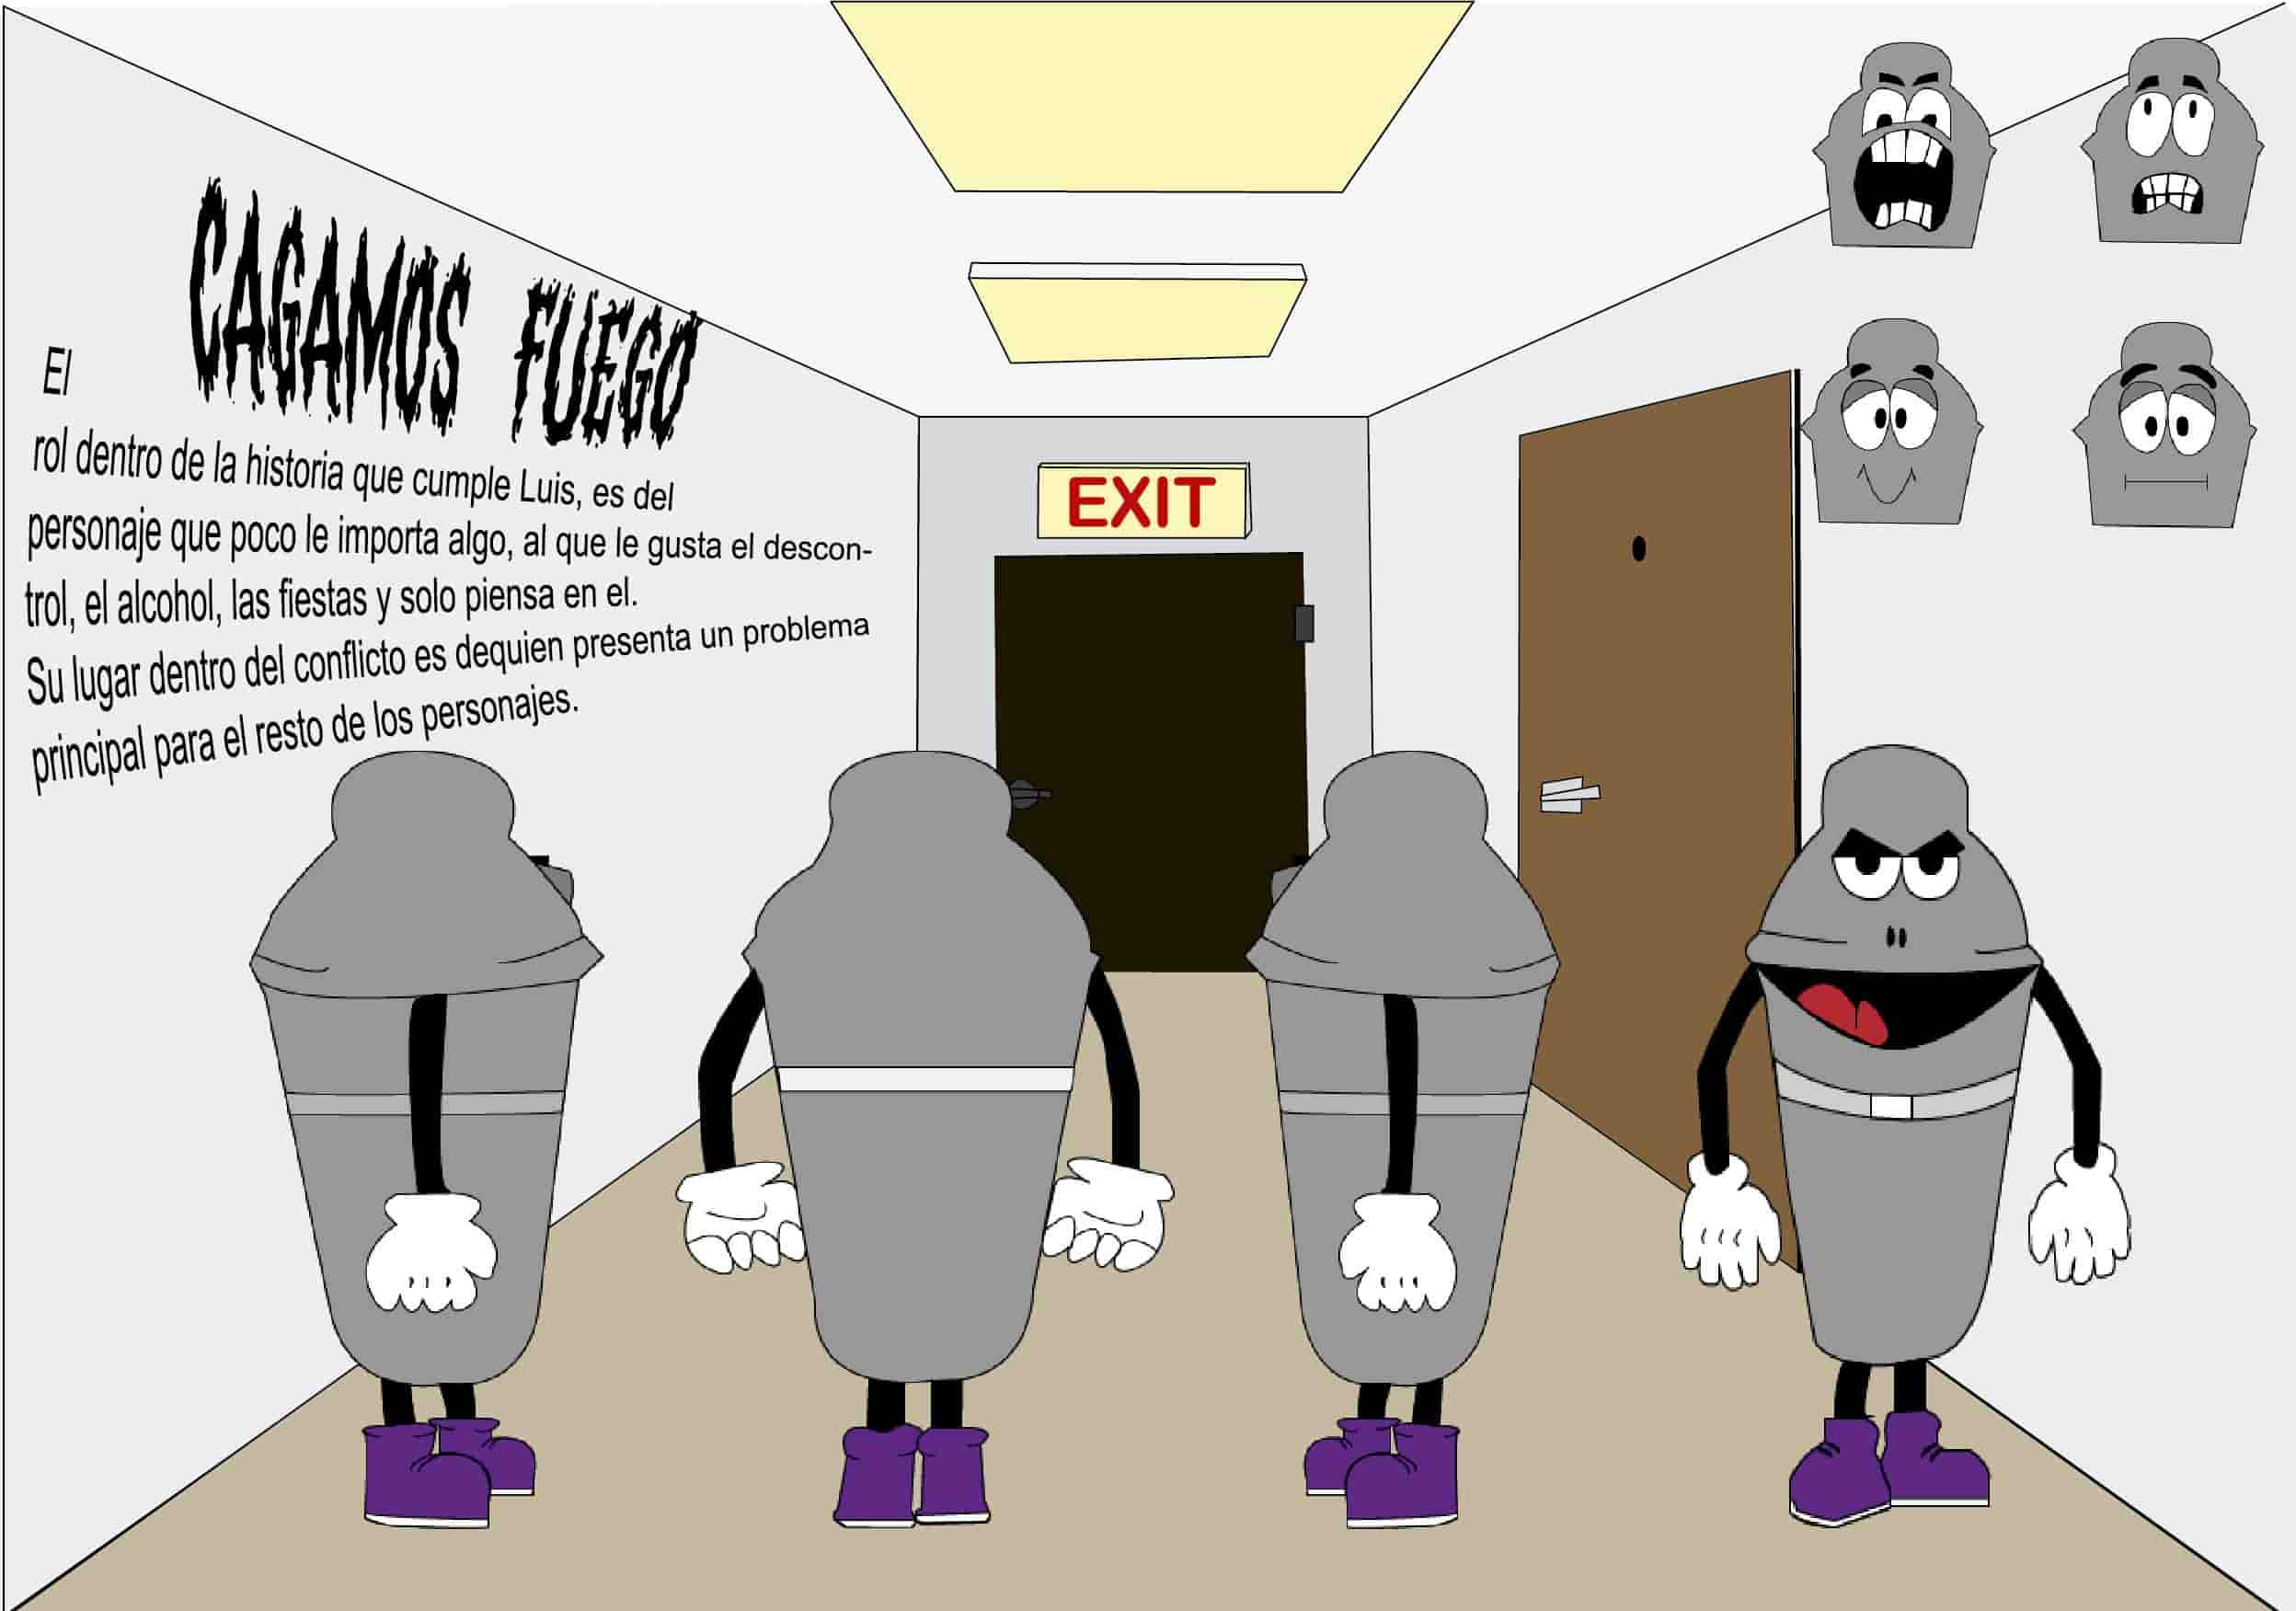 CAGAMOS FUEGO
El
rol dentro de la historia que cumple Luis, es del
personaje que poco le importa algo, al que le gusta el descon-
trol, el alcohol, las fiestas y solo piensa en el.
Su lugar dentro del conflicto es dequien presenta un problema
principal para el resto de los personajes.
EXIT